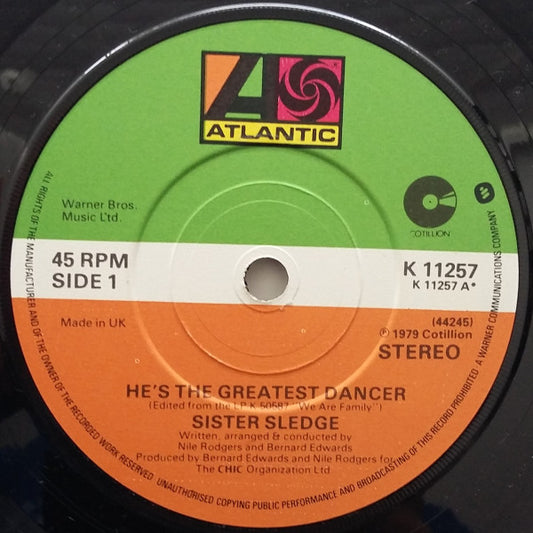 ATLANTIC
Warner Bros.
Music Ltd.
COTILLION
45 RPM
SIDE 1
K 11257
K 11257 A*
Made in UK
(44245)
℗ 1979 Cotillion
STEREO
HE'S THE GREATEST DANCER
(Edited from the LP K 50587 "We Are Family")
SISTER SLEDGE
Written, arranged & conducted by
Nile Rodgers and Bernard Edwards
Produced by Bernard Edwards and Nile Rodgers for
The CHIC Organization Ltd
ALL RIGHTS OF THE MANUFACTURER AND OF THE OWNER OF THE RECORDED WORK RESERVED UNAUTHORISED COPYING PUBLIC PERFORMANCE AND BROADCASTING OF THIS RECORD PROHIBITED A WARNER COMMUNICATIONS COMPANY